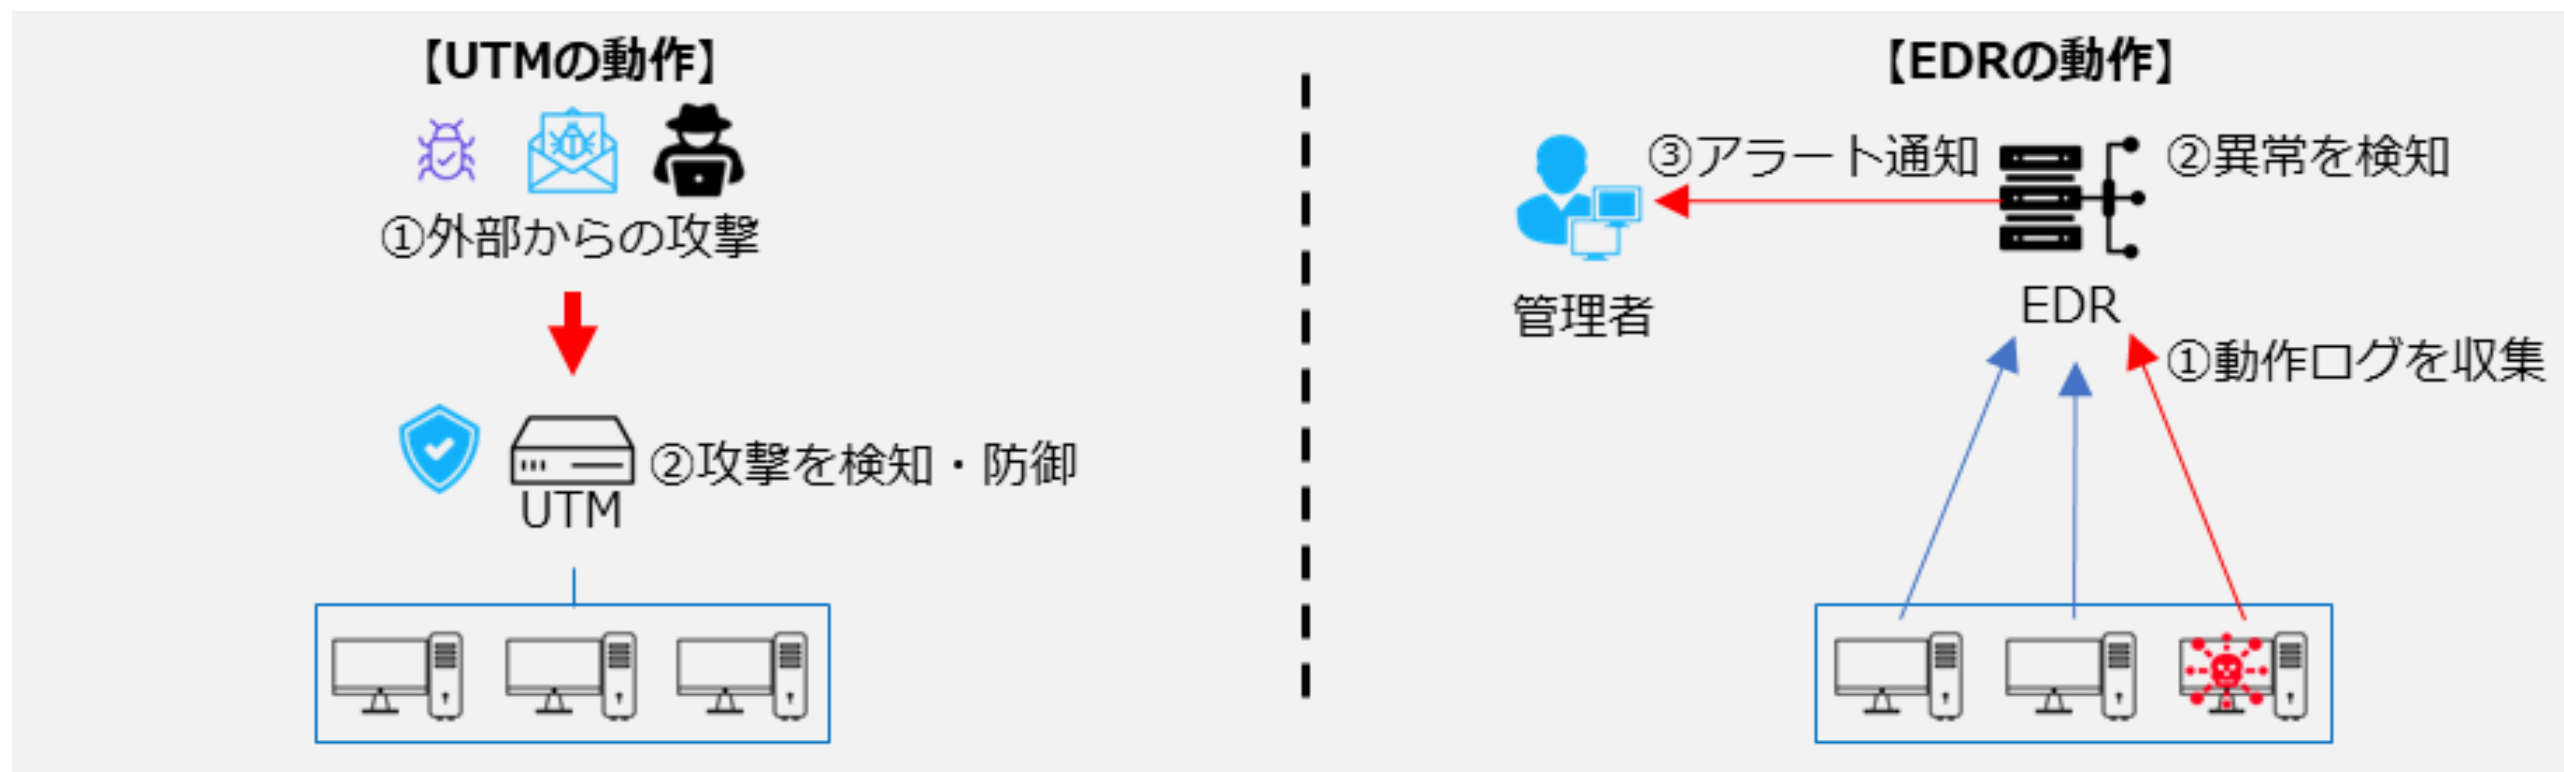 【UTMの動作】
①外部からの攻撃
②攻撃を検知・防御
UTM
【EDRの動作】
③アラート通知
②異常を検知
管理者
EDR
①動作ログを収集